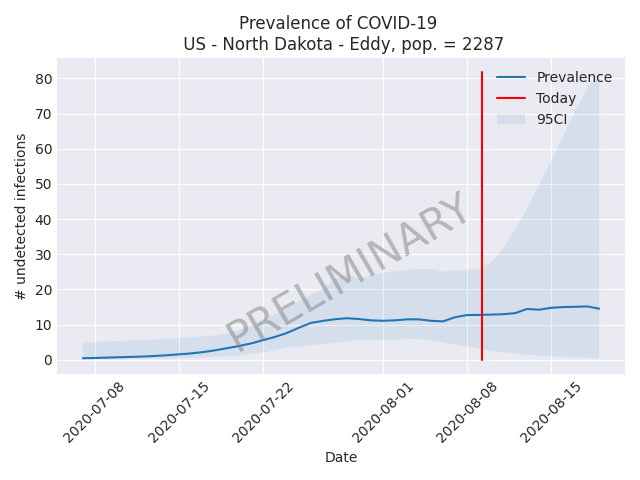 Prevalence of COVID-19
US - North Dakota - Eddy, pop. = 2287
# undetected infections
80
70
60
50
40
30
20
10
0
Prevalence
Today
95CI
PRELIMINARY
2020-07-08
2020-07-15
2020-07-22
2020-08-01
2020-08-08
2020-08-15
Date